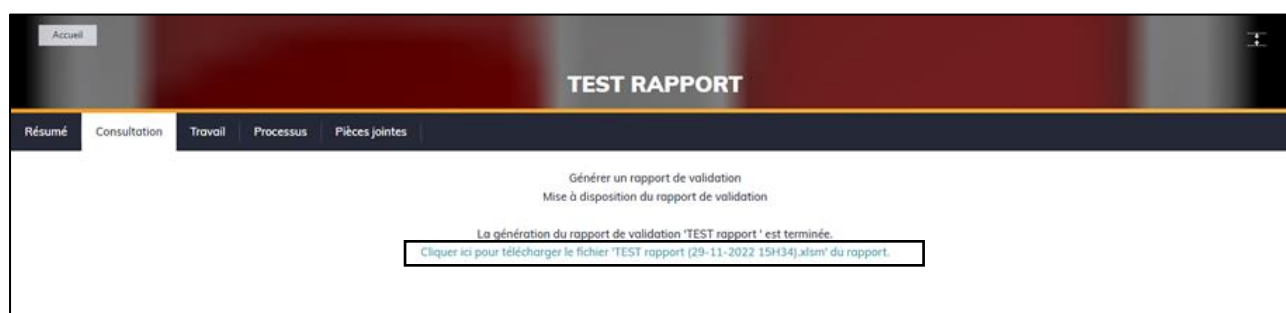 Accueil
TEST RAPPORT
Résumé Consultation Travail Processus Pièces jointes
Générer un rapport de validation
Mise à disposition du rapport de validation
La génération du rapport de validation 'TEST rapport ' est terminée.
Cliquer ici pour télécharger le fichier 'TEST rapport (29-11-2022 15H34).xlsm' du rapport.